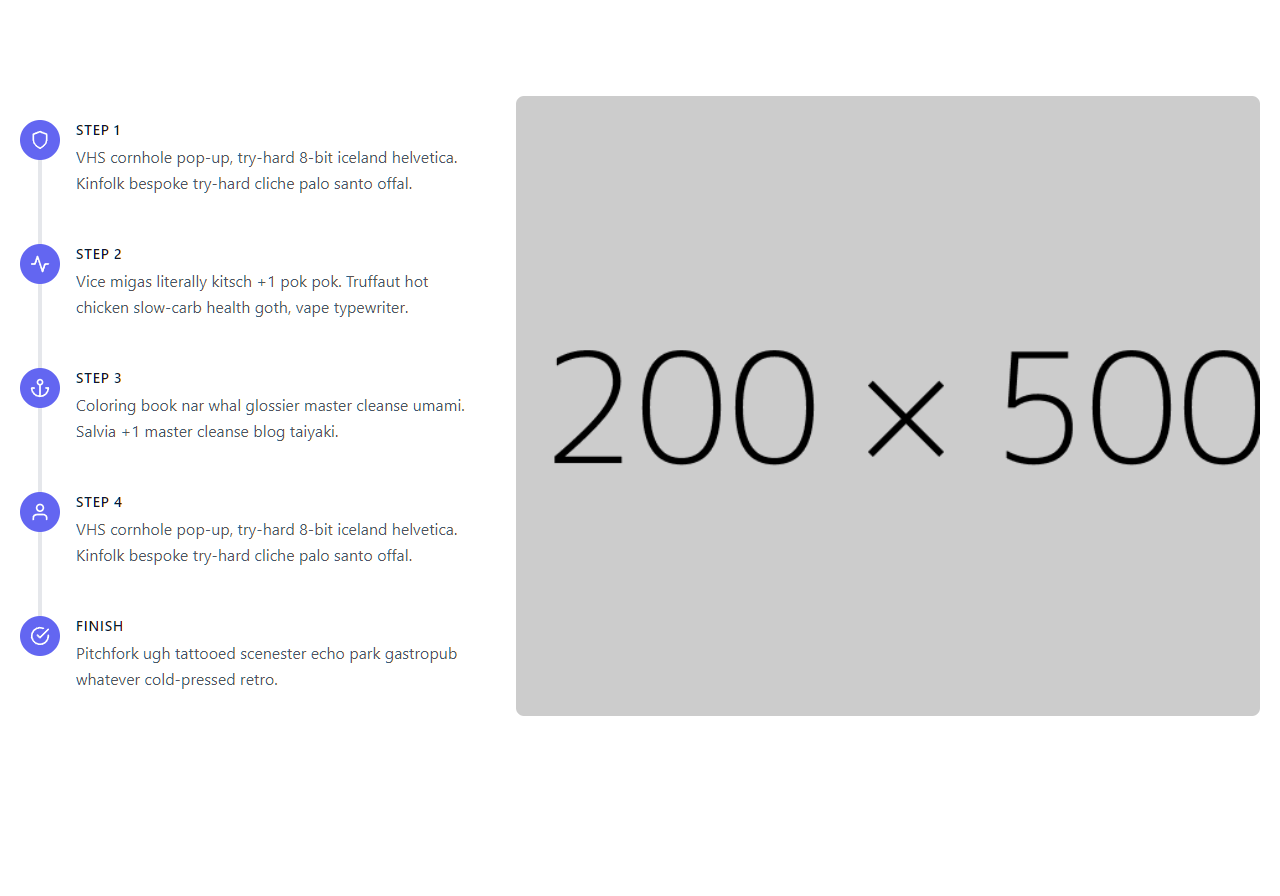 STEP 1
VHS cornhole pop-up, try-hard 8-bit iceland helvetica.
Kinfolk bespoke try-hard cliche palo santo offal.
STEP 2
Vice migas literally kitsch +1 pok pok. Truffaut hot
chicken slow-carb health goth, vape typewriter.
STEP 3
Coloring book nar whal glossier master cleanse umami.
Salvia +1 master cleanse blog taiyaki.
STEP 4
VHS cornhole pop-up, try-hard 8-bit iceland helvetica.
Kinfolk bespoke try-hard cliche palo santo offal.
FINISH
Pitchfork ugh tattooed scenester echo park gastropub
whatever cold-pressed retro.
200 × 500